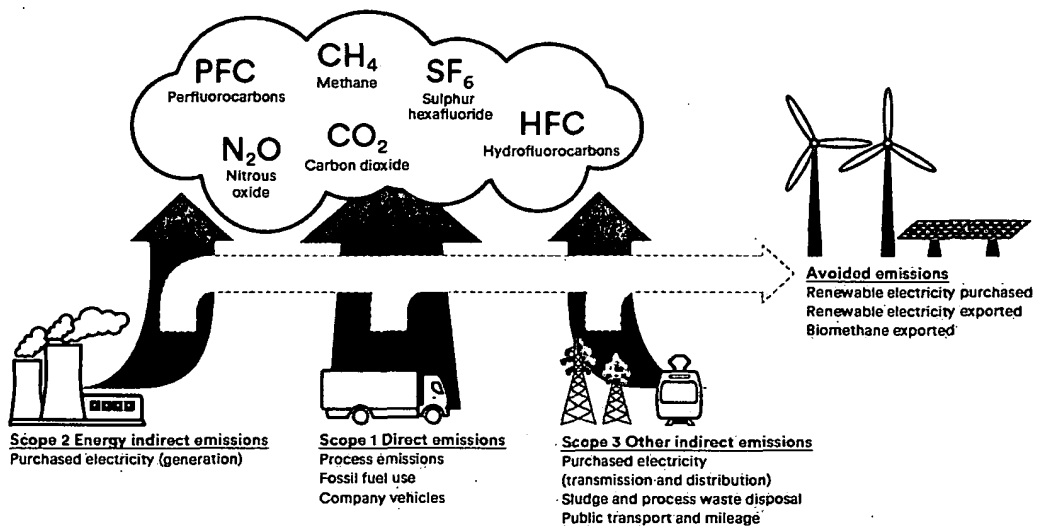 PFC
Perfluorocarbons
CH₄
Methane
SF₆
Sulphur
hexafluoride
HFC
Hydrofluorocarbons
N₂O
Nitrous
oxide
CO₂
Carbon dioxide
Avoided emissions
Renewable electricity purchased
Renewable electricity exported
Biomethane exported
Scope 2 Energy indirect emissions
Purchased electricity (generation)
Scope 1 Direct emissions
Process emissions
Fossil fuel use
Company vehicles
Scope 3 Other indirect emissions
Purchased electricity
(transmission and distribution)
Sludge and process waste disposal
Public transport and mileage